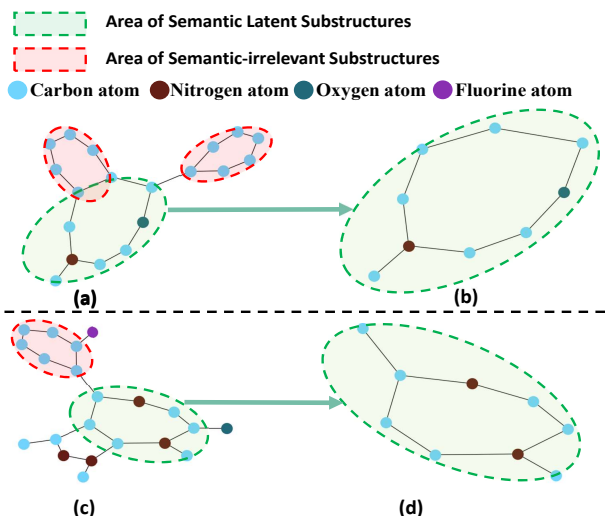 Area of Semantic Latent Substructures
Area of Semantic-irrelevant Substructures
Carbon atom Nitrogen atom Oxygen atom Fluorine atom
(a) (b)
(c) (d)